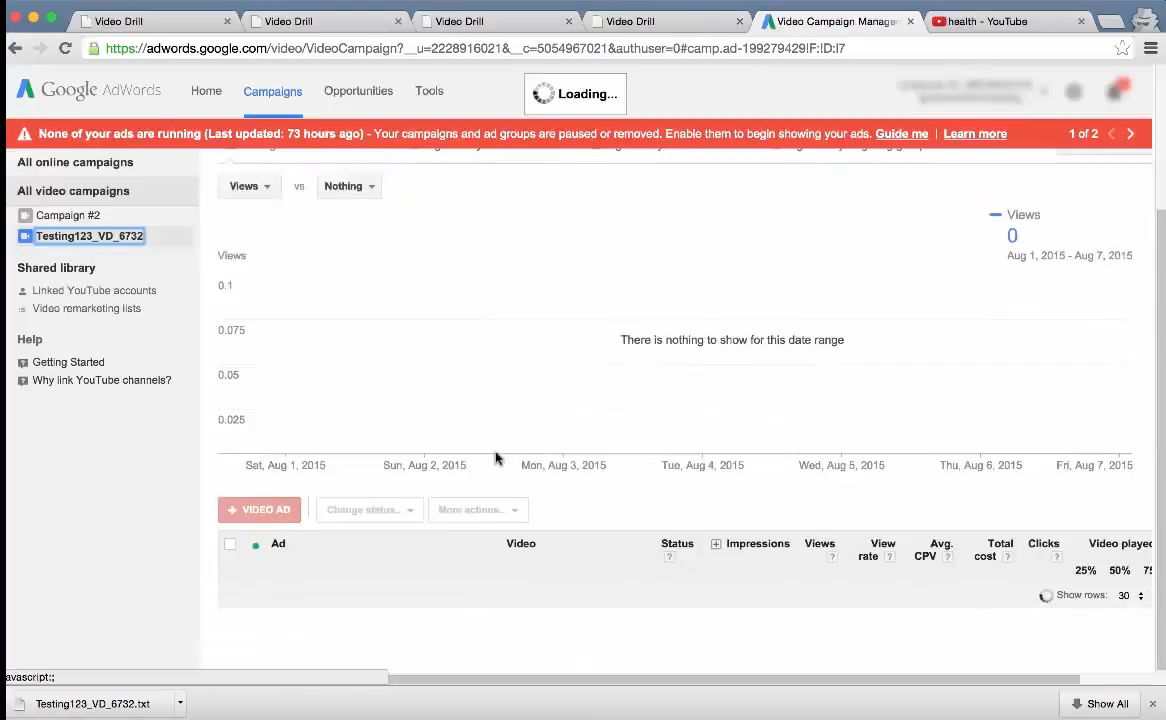 Video Drill × Video Drill × Video Drill × Video Drill × Video Campaign Manager × health - YouTube ×
https://adwords.google.com/video/VideoCampaign?__u=2228916021&__c=5054967021&authuser=0#camp.ad-199279429IF:ID:I7
Google AdWords Home Campaigns Opportunities Tools Loading...
None of your ads are running (Last updated: 73 hours ago) - Your campaigns and ad groups are paused or removed. Enable them to begin showing your ads. Guide me | Learn more 1 of 2
All online campaigns
All video campaigns
Campaign #2
Testing123_VD_6732
Shared library
Linked YouTube accounts
Video remarketing lists
Help
Getting Started
Why link YouTube channels?
Views vs Nothing
Views
0
Aug 1, 2015 - Aug 7, 2015
Views
0.1
0.075
There is nothing to show for this date range
0.05
0.025
Sat, Aug 1, 2015 Sun, Aug 2, 2015 Mon, Aug 3, 2015 Tue, Aug 4, 2015 Wed, Aug 5, 2015 Thu, Aug 6, 2015 Fri, Aug 7, 2015
+ VIDEO AD Change status... More actions...
Ad Video Status ? Impressions Views ? View rate ? Avg. CPV ? Total cost ? Clicks ? Video played
25% 50% 75
Show rows: 30
avascript:;
Testing123_VD_6732.txt Show All ×